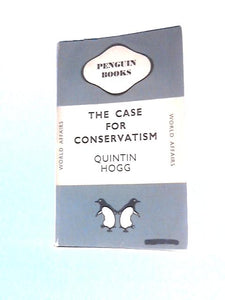 PENGUIN
BOOKS
THE CASE
FOR
CONSERVATISM
QUINTIN
HOGG
WORLD AFFAIRS
WORLD AFFAIRS